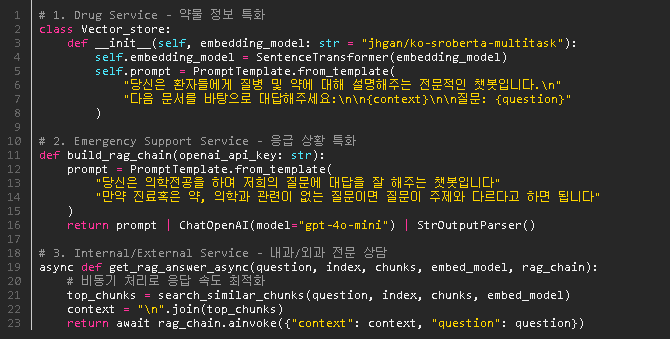 1 # 1. Drug Service - 약물 정보 특화
2 class Vector_store:
3     def __init__(self, embedding_model: str = "jhgan/ko-sroberta-multitask"):
4         self.embedding_model = SentenceTransformer(embedding_model)
5         self.prompt = PromptTemplate.from_template(
6             "당신은 환자들에게 질병 및 약에 대해 설명해주는 전문적인 챗봇입니다.\n"
7             "다음 문서를 바탕으로 대답해주세요:\n\n{context}\n\n질문: {question}"
8         )
9
10 # 2. Emergency Support Service - 응급 상황 특화
11 def build_rag_chain(openai_api_key: str):
12     prompt = PromptTemplate.from_template(
13         "당신은 의학전공을 하여 저희의 질문에 대답을 잘 해주는 챗봇입니다"
14         "만약 진료혹은 약, 의학과 관련이 없는 질문이면 질문이 주제와 다르다고 하면 됩니다"
15     )
16     return prompt | ChatOpenAI(model="gpt-4o-mini") | StrOutputParser()
17
18 # 3. Internal/External Service - 내과/외과 전문 상담
19 async def get_rag_answer_async(question, index, chunks, embed_model, rag_chain):
20     # 비동기 처리로 응답 속도 최적화
21     top_chunks = search_similar_chunks(question, index, chunks, embed_model)
22     context = "\n".join(top_chunks)
23     return await rag_chain.ainvoke({"context": context, "question": question})